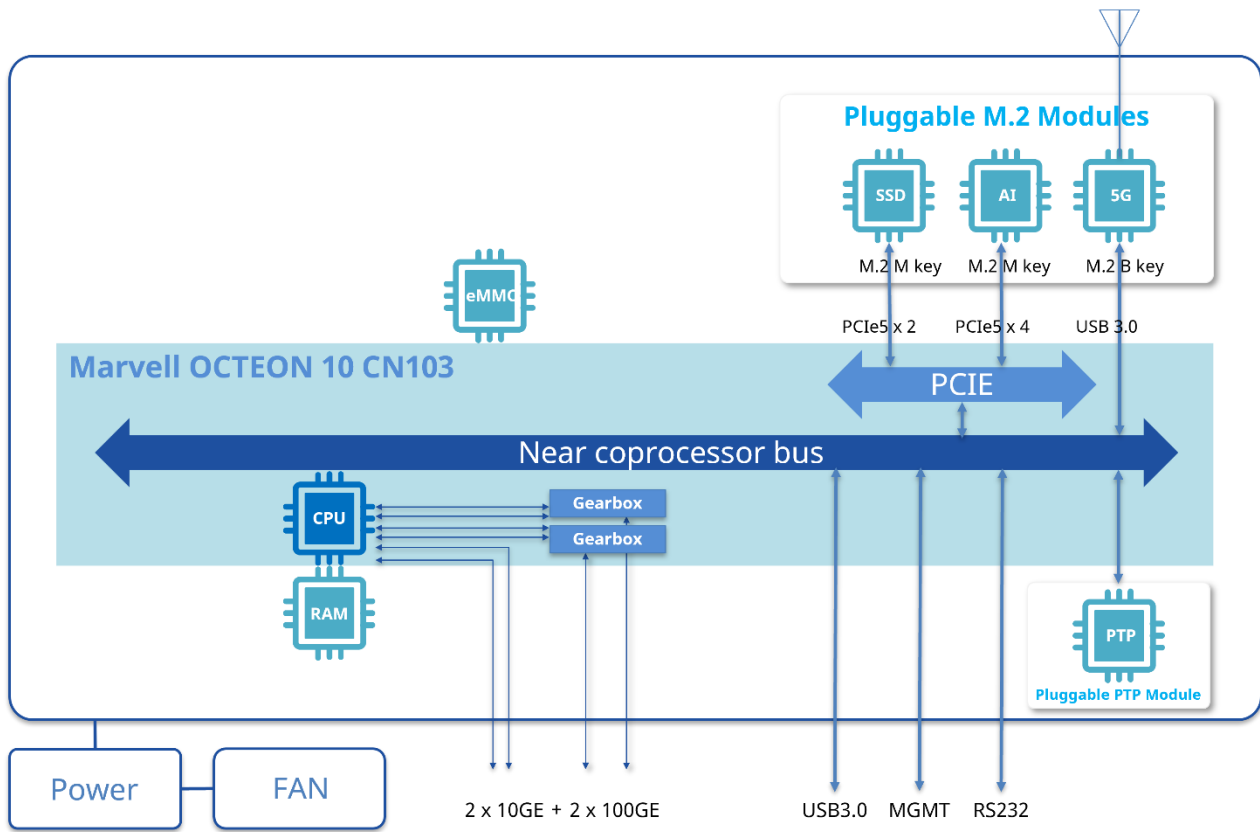 Pluggable M.2 Modules
SSD
AI
5G
M.2 M key
M.2 M key
M.2 B key
eMMC
PCIe5 x 2
PCIe5 x 4
USB 3.0
Marvell OCTEON 10 CN103
PCIE
Near coprocessor bus
CPU
Gearbox
Gearbox
RAM
PTP
Pluggable PTP Module
Power
FAN
2 x 10GE + 2 x 100GE
USB3.0
MGMT
RS232